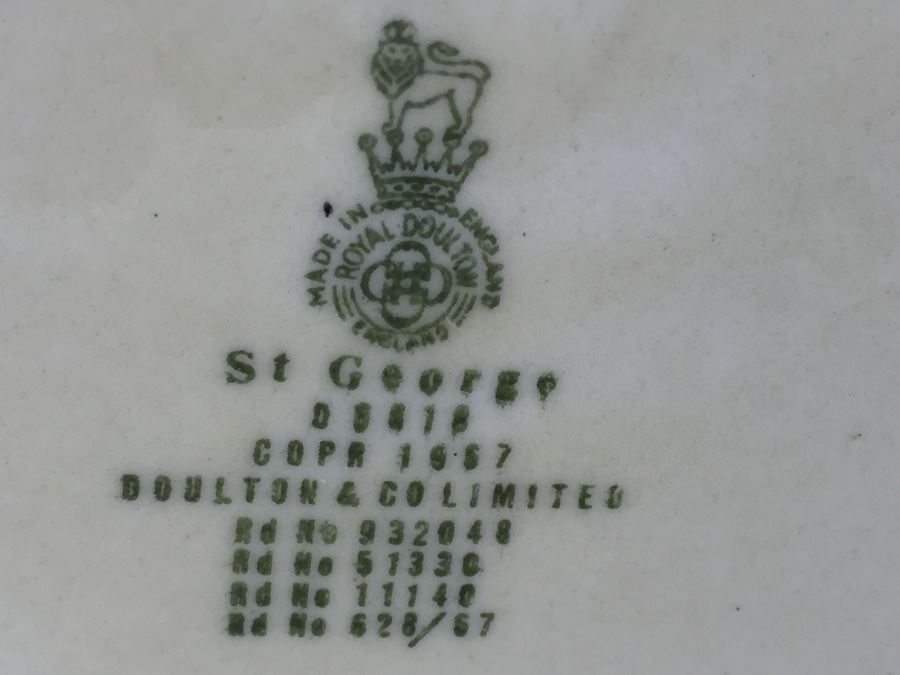 MADE IN ENGLAND
ROYAL DOULTON
ENGLAND
St George
D 6618
COPR 1967
DOULTON & CO LIMITED
Rd No 932048
Rd No 51330
Rd No 11140
Rd No 628/67